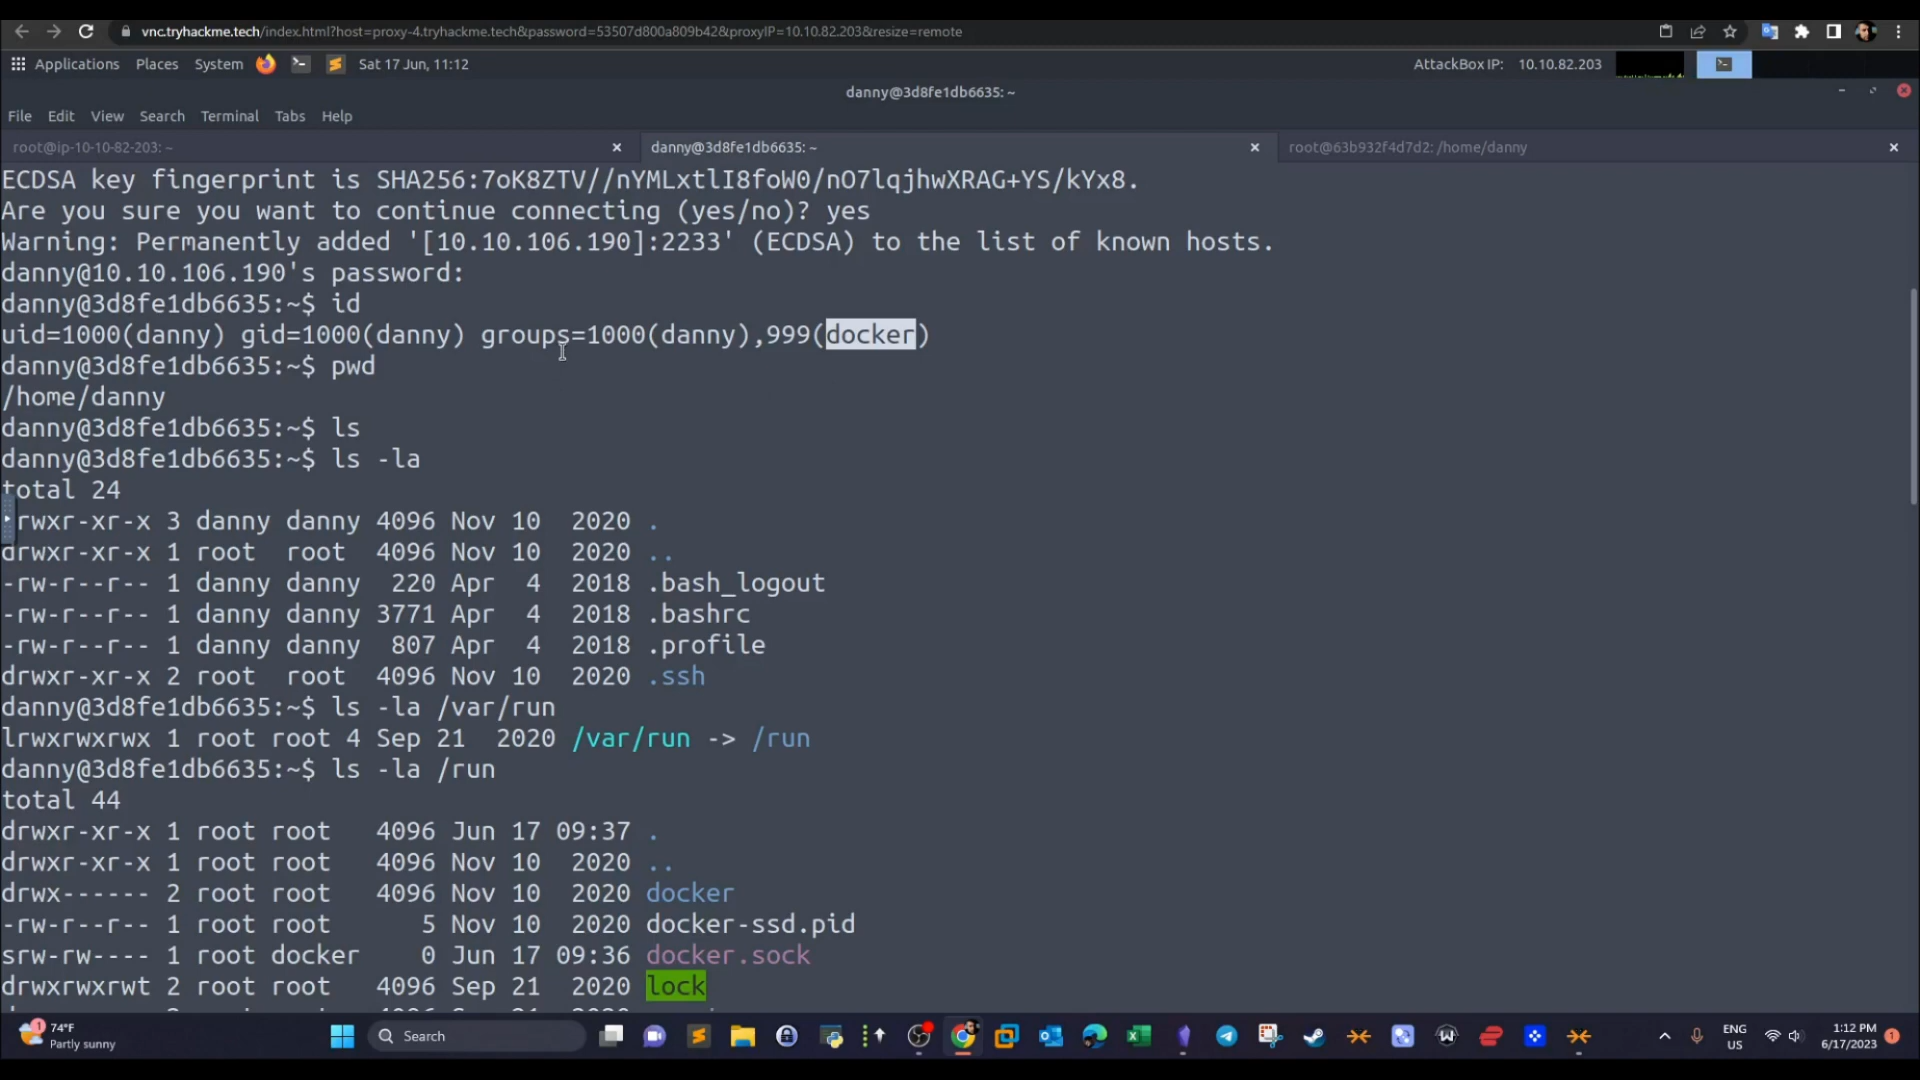 vnc.tryhackme.tech/index.html?host=proxy-4.tryhackme.tech&password=53507d800a809b42&proxyIP=10.10.82.203&resize=remote
Applications Places System Sat 17 Jun, 11:12 AttackBox IP: 10.10.82.203
danny@3d8fe1db6635: ~
File Edit View Search Terminal Tabs Help
root@ip-10-10-82-203: ~ danny@3d8fe1db6635: ~ root@63b932f4d7d2: /home/danny
ECDSA key fingerprint is SHA256:7oK8ZTV//nYMLxtlI8foW0/nO7lqjhwXRAG+YS/kYx8.
Are you sure you want to continue connecting (yes/no)? yes
Warning: Permanently added '[10.10.106.190]:2233' (ECDSA) to the list of known hosts.
danny@10.10.106.190's password:
danny@3d8fe1db6635:~$ id
uid=1000(danny) gid=1000(danny) groups=1000(danny),999(docker)
danny@3d8fe1db6635:~$ pwd
/home/danny
danny@3d8fe1db6635:~$ ls
danny@3d8fe1db6635:~$ ls -la
total 24
rwxr-xr-x 3 danny danny 4096 Nov 10 2020 .
drwxr-xr-x 1 root root 4096 Nov 10 2020 ..
-rw-r--r-- 1 danny danny 220 Apr 4 2018 .bash_logout
-rw-r--r-- 1 danny danny 3771 Apr 4 2018 .bashrc
-rw-r--r-- 1 danny danny 807 Apr 4 2018 .profile
drwxr-xr-x 2 root root 4096 Nov 10 2020 .ssh
danny@3d8fe1db6635:~$ ls -la /var/run
lrwxrwxrwx 1 root root 4 Sep 21 2020 /var/run -> /run
danny@3d8fe1db6635:~$ ls -la /run
total 44
drwxr-xr-x 1 root root 4096 Jun 17 09:37 .
drwxr-xr-x 1 root root 4096 Nov 10 2020 ..
drwx------ 2 root root 4096 Nov 10 2020 docker
-rw-r--r-- 1 root root 5 Nov 10 2020 docker-ssd.pid
srw-rw---- 1 root docker 0 Jun 17 09:36 docker.sock
drwxrwxrwt 2 root root 4096 Sep 21 2020 lock
1 74°F
Partly sunny
Search
ENG
US
1:12 PM
6/17/2023
1